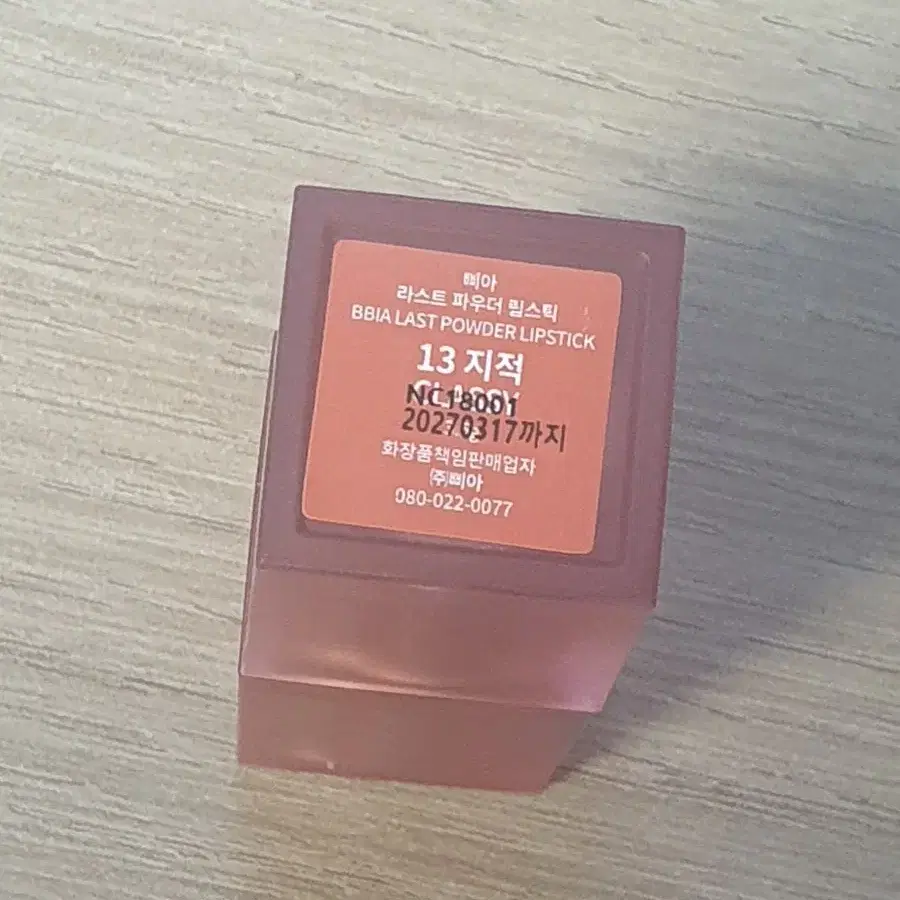 삐아
라스트 파우더 립스틱
BBIA LAST POWDER LIPSTICK
13 지적
CLASSY
NC18001
20270317까지
화장품책임판매업자
㈜삐아
080-022-0077